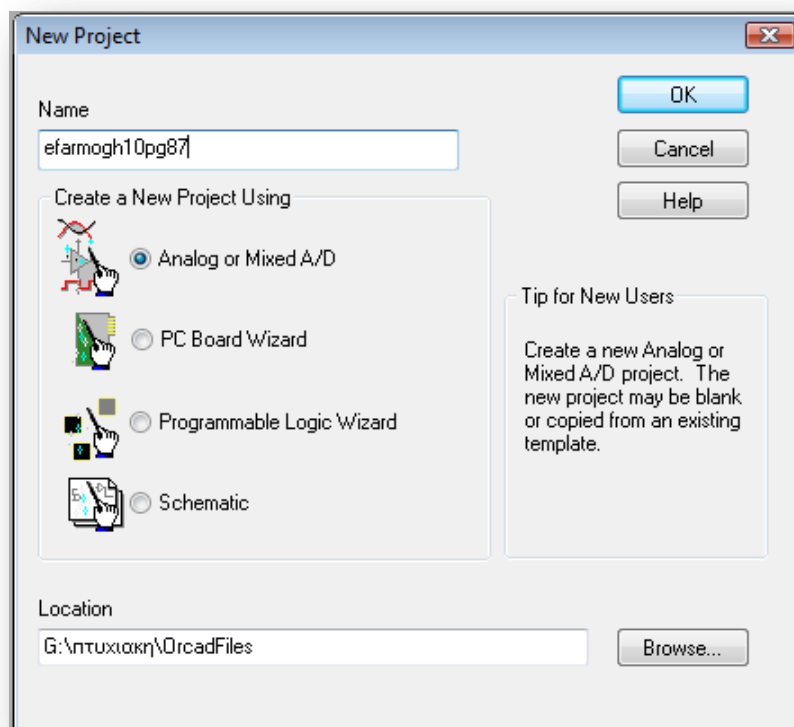 New Project
Name
efarmogh10pg87
OK
Cancel
Help
Create a New Project Using
Analog or Mixed A/D
PC Board Wizard
Programmable Logic Wizard
Schematic
Tip for New Users
Create a new Analog or
Mixed A/D project. The
new project may be blank
or copied from an existing
template.
Location
G:\πτυχιακη\OrcadFiles
Browse...